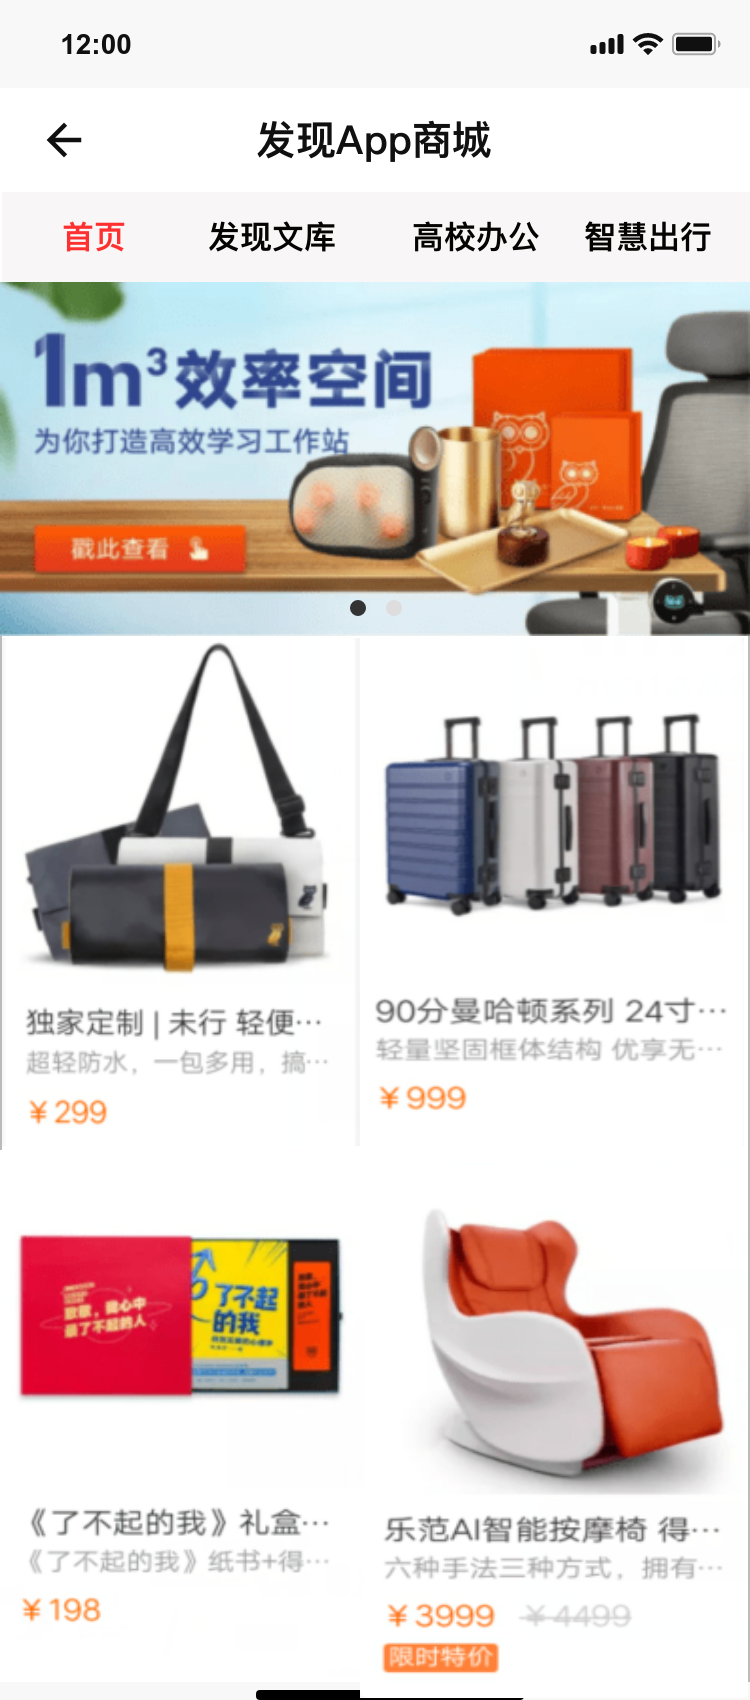 12:00
发现App商城
首页 发现文库 高校办公 智慧出行
1m³效率空间
为你打造高效学习工作站
戳此查看
独家定制 | 未行 轻便…
超轻防水，一包多用，搞…
¥299
90分曼哈顿系列 24寸…
轻量坚固框体结构 优享无…
¥999
致敬，我心中
最了不起的人
了不起
的我
《了不起的我》礼盒…
《了不起的我》纸书+得…
¥198
乐范AI智能按摩椅 得…
六种手法三种方式，拥有…
¥3999 ¥4499
限时特价